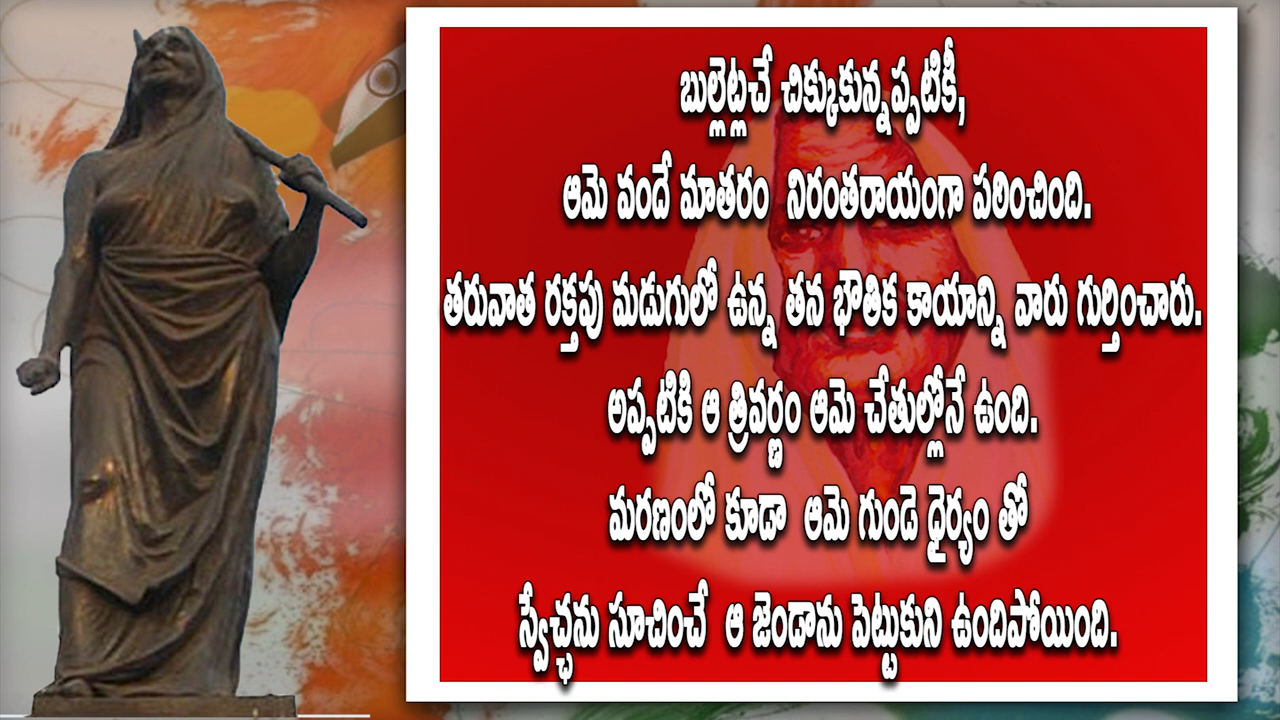 బుల్లెట్లచే చిక్కుకున్నప్పటికీ,
ఆమె వందే మాతరం నిరంతరాయంగా పఠించింది.
తరువాత రక్తపు మడుగులో ఉన్న తన భౌతిక కాయాన్ని వారు గుర్తించారు.
అప్పటికి ఆ త్రివర్ణం ఆమె చేతుల్లోనే ఉంది.
మరణంలో కూడా ఆమె గుండె ధైర్యం తో
స్వేచ్ఛను సూచించే ఆ జెండాను పెట్టుకుని ఉండిపోయింది.